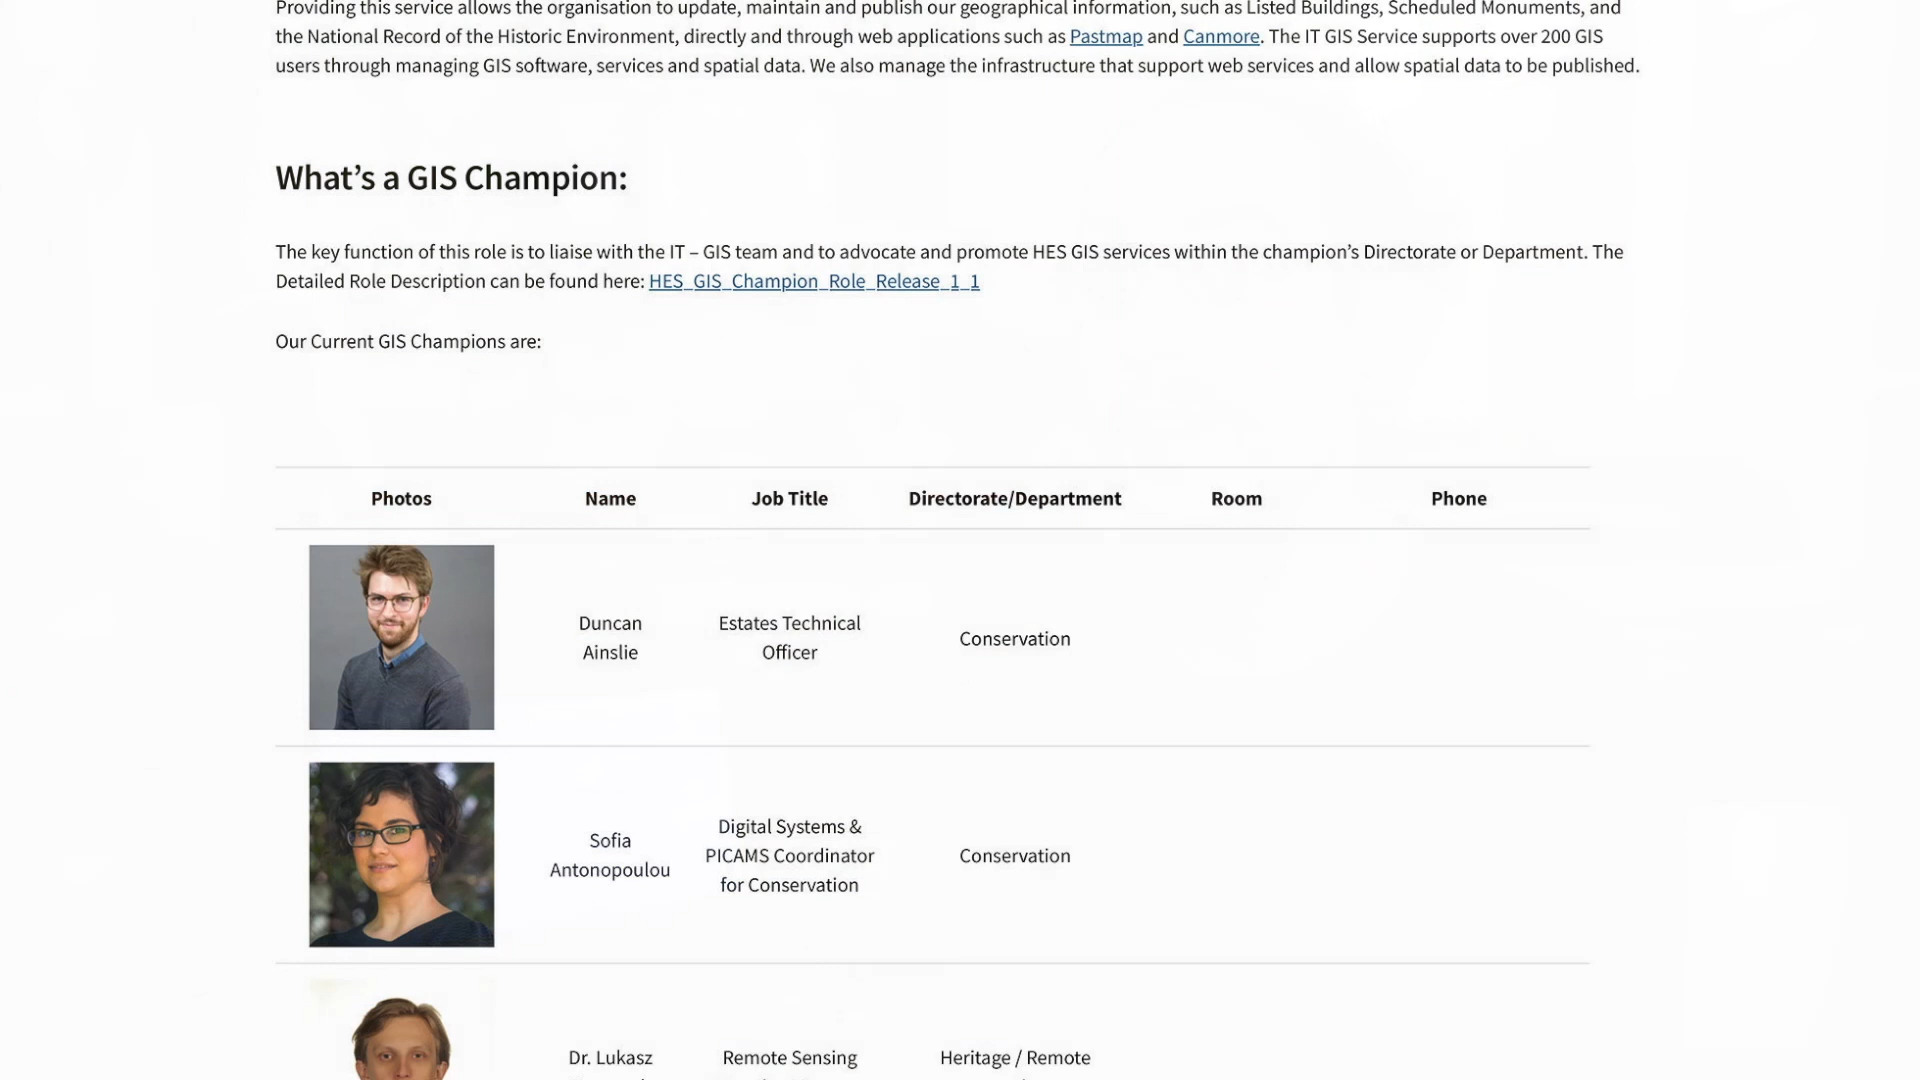 Providing this service allows the organisation to update, maintain and publish our geographical information, such as Listed Buildings, Scheduled Monuments, and
the National Record of the Historic Environment, directly and through web applications such as Pastmap and Canmore. The IT GIS Service supports over 200 GIS
users through managing GIS software, services and spatial data. We also manage the infrastructure that support web services and allow spatial data to be published.
What’s a GIS Champion:
The key function of this role is to liaise with the IT – GIS team and to advocate and promote HES GIS services within the champion’s Directorate or Department. The
Detailed Role Description can be found here: HES_GIS_Champion_Role_Release_1_1
Our Current GIS Champions are:
Photos Name Job Title Directorate/Department Room Phone
Duncan
Ainslie
Estates Technical
Officer
Conservation
Sofia
Antonopoulou
Digital Systems &
PICAMS Coordinator
for Conservation
Conservation
Dr. Lukasz
Remote Sensing
Heritage / Remote